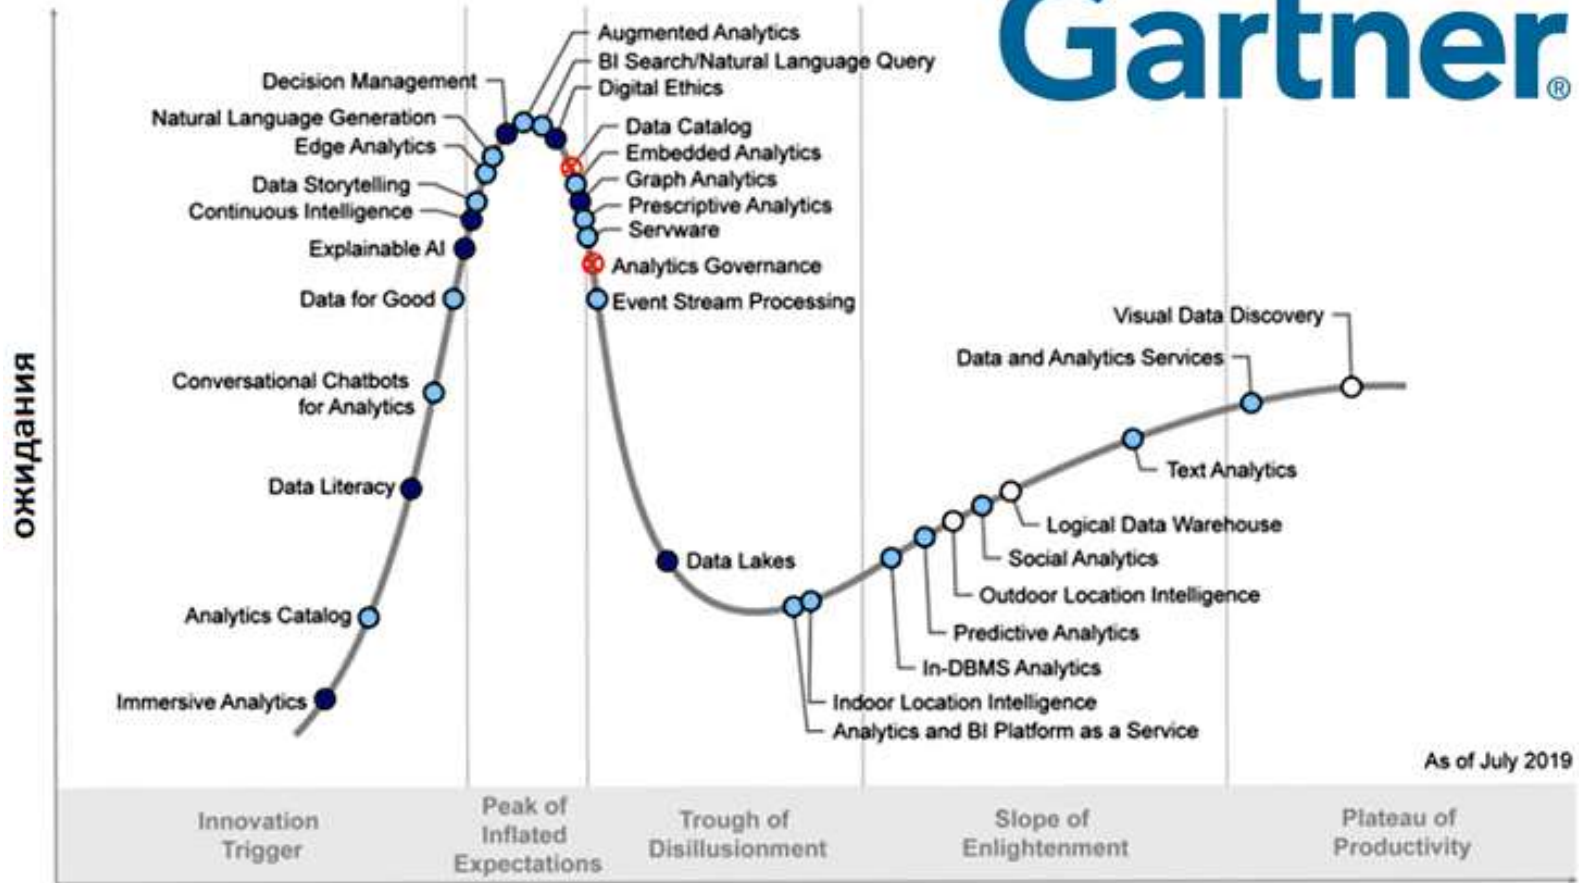 Gartner®
Augmented Analytics
BI Search/Natural Language Query
Decision Management
Digital Ethics
Natural Language Generation
Data Catalog
Edge Analytics
Embedded Analytics
Data Storytelling
Graph Analytics
Continuous Intelligence
Prescriptive Analytics
Servware
Explainable AI
Analytics Governance
Data for Good
Event Stream Processing
Visual Data Discovery
Data and Analytics Services
Conversational Chatbots
for Analytics
ожидания
Text Analytics
Data Literacy
Logical Data Warehouse
Data Lakes
Social Analytics
Outdoor Location Intelligence
Analytics Catalog
Predictive Analytics
In-DBMS Analytics
Immersive Analytics
Indoor Location Intelligence
Analytics and BI Platform as a Service
As of July 2019
Innovation
Trigger
Peak of
Inflated
Expectations
Trough of
Disillusionment
Slope of
Enlightenment
Plateau of
Productivity